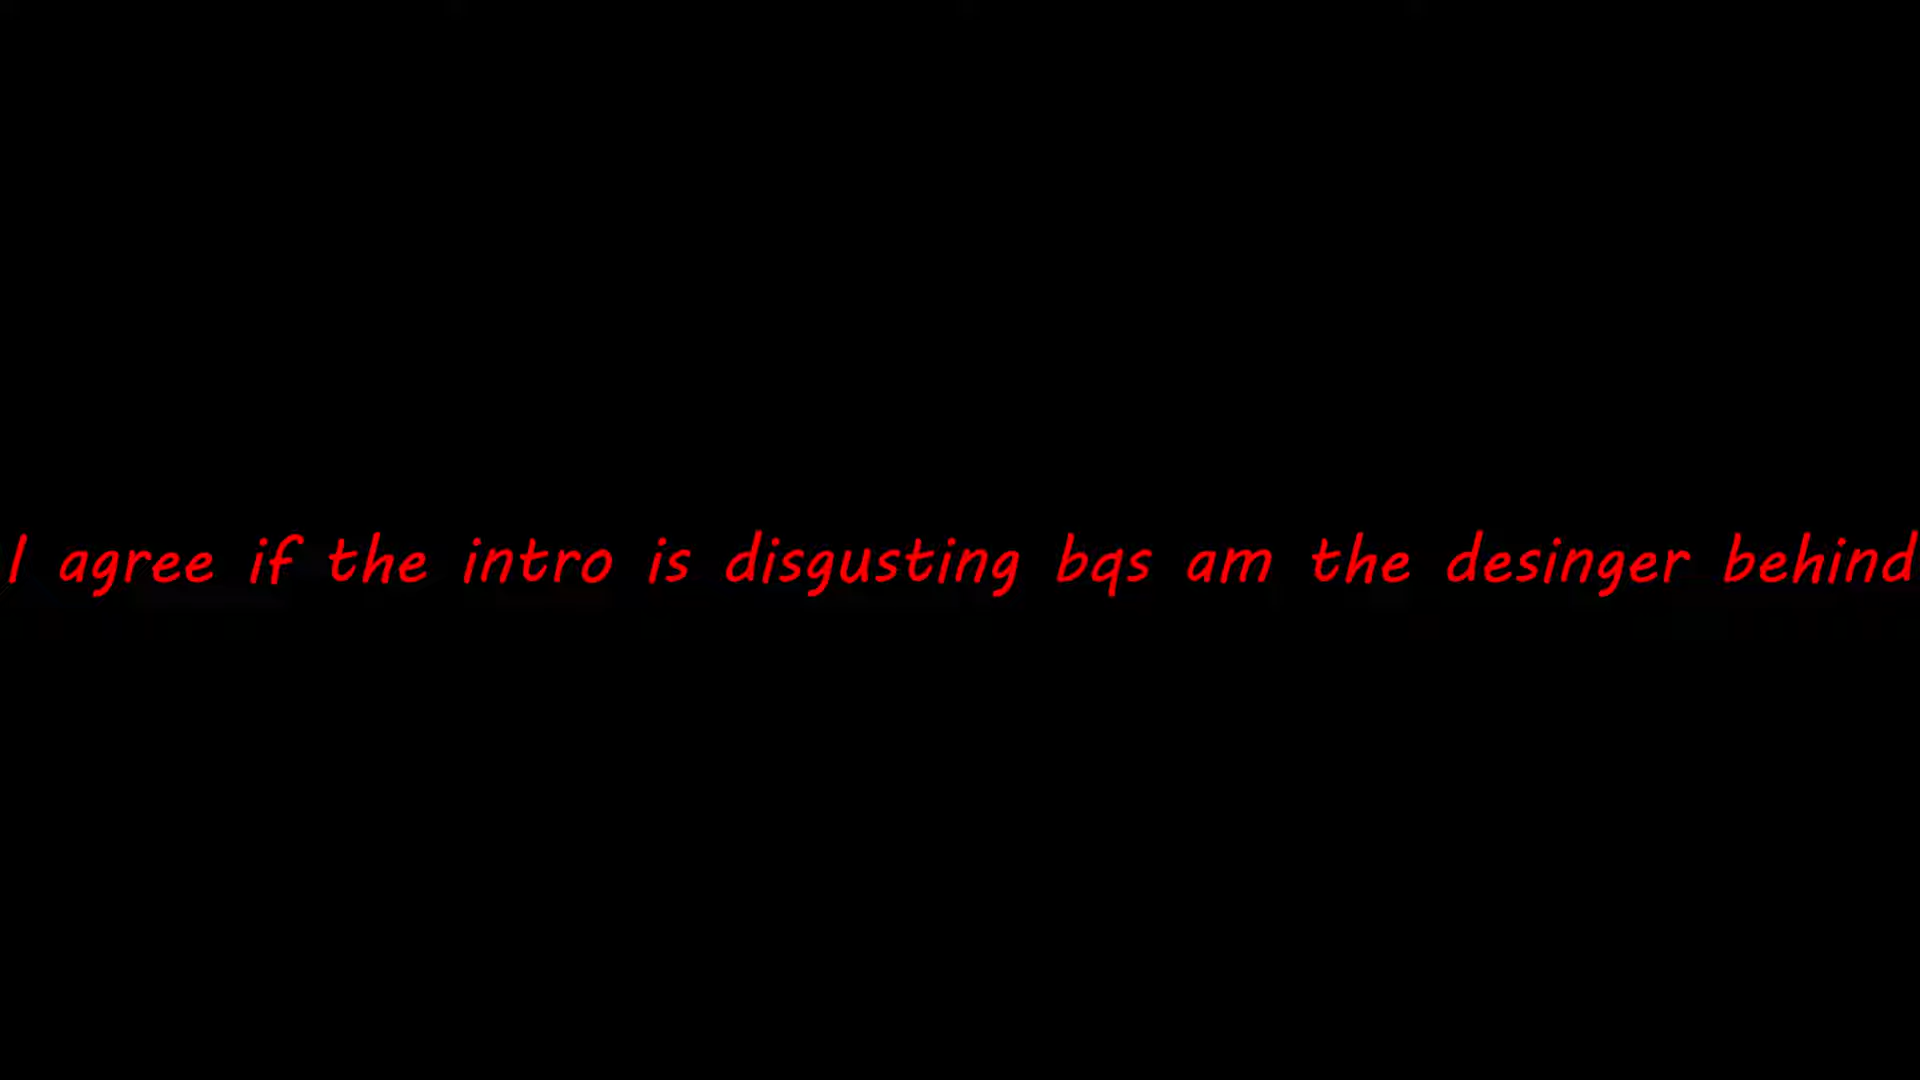 I agree if the intro is disgusting bqs am the desinger behind